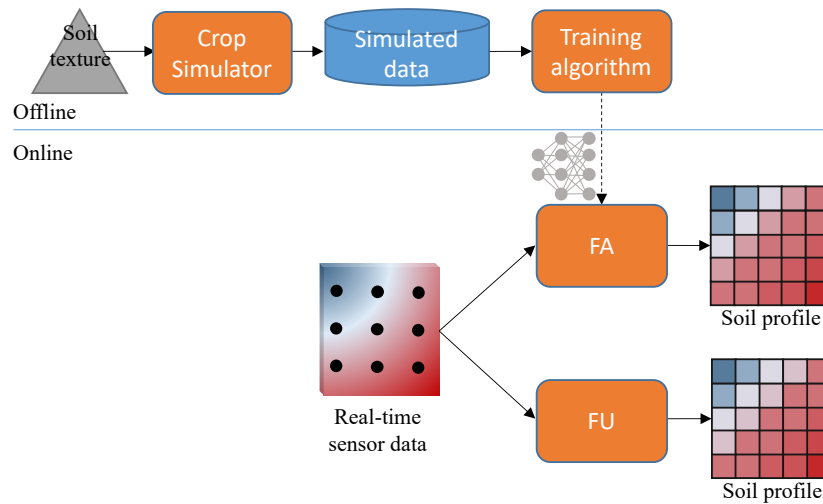 Soil
texture
Crop
Simulator
Simulated
data
Training
algorithm
Offline
Online
FA
Soil profile
Real-time
sensor data
FU
Soil profile